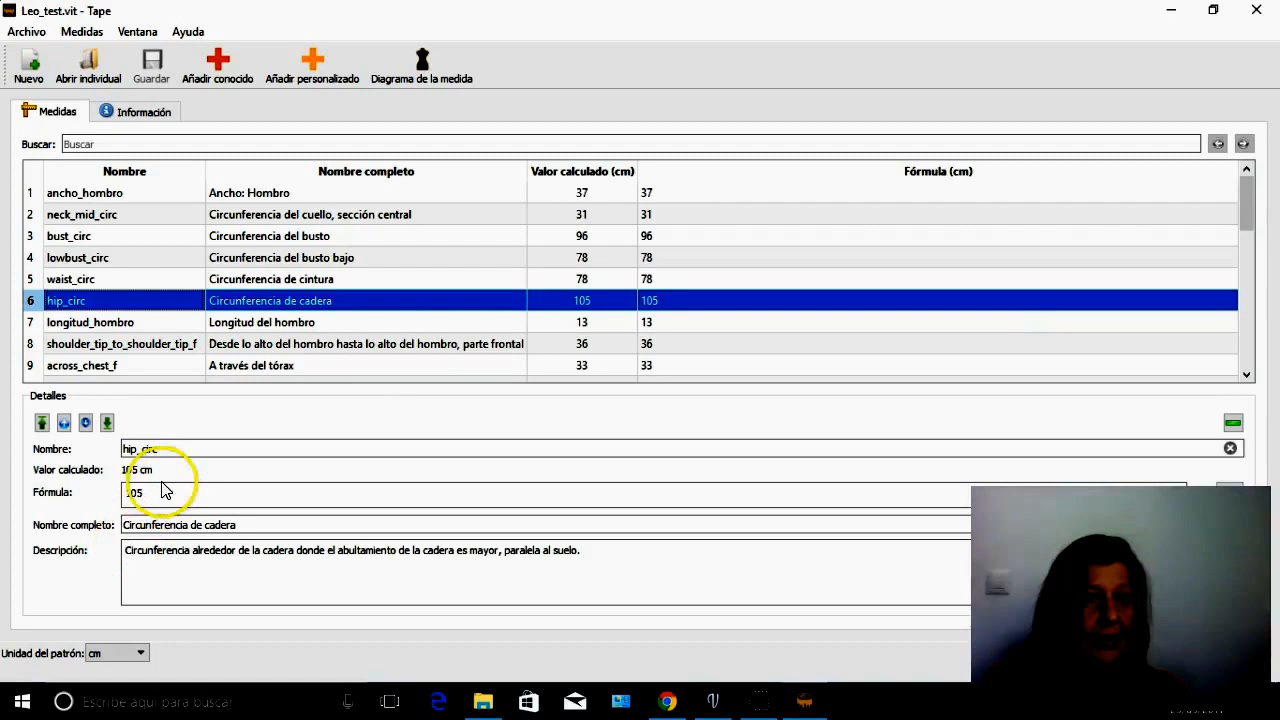 Leo_test.vit - Tape
Archivo Medidas Ventana Ayuda
Nuevo Abrir individual Guardar Añadir conocido Añadir personalizado Diagrama de la medida
Medidas Información
Buscar: Buscar
Nombre Nombre completo Valor calculado (cm) Fórmula (cm)
1 ancho_hombro Ancho: Hombro 37 37
2 neck_mid_circ Circunferencia del cuello, sección central 31 31
3 bust_circ Circunferencia del busto 96 96
4 lowbust_circ Circunferencia del busto bajo 78 78
5 waist_circ Circunferencia de cintura 78 78
6 hip_circ Circunferencia de cadera 105 105
7 longitud_hombro Longitud del hombro 13 13
8 shoulder_tip_to_shoulder_tip_f Desde lo alto del hombro hasta lo alto del hombro, parte frontal 36 36
9 across_chest_f A través del tórax 33 33
Detalles
Nombre: hip_circ
Valor calculado: 105 cm
Fórmula: 105
Nombre completo: Circunferencia de cadera
Descripción: Circunferencia alrededor de la cadera donde el abultamiento de la cadera es mayor, paralela al suelo.
Unidad del patrón: cm
Escribe aquí para buscar